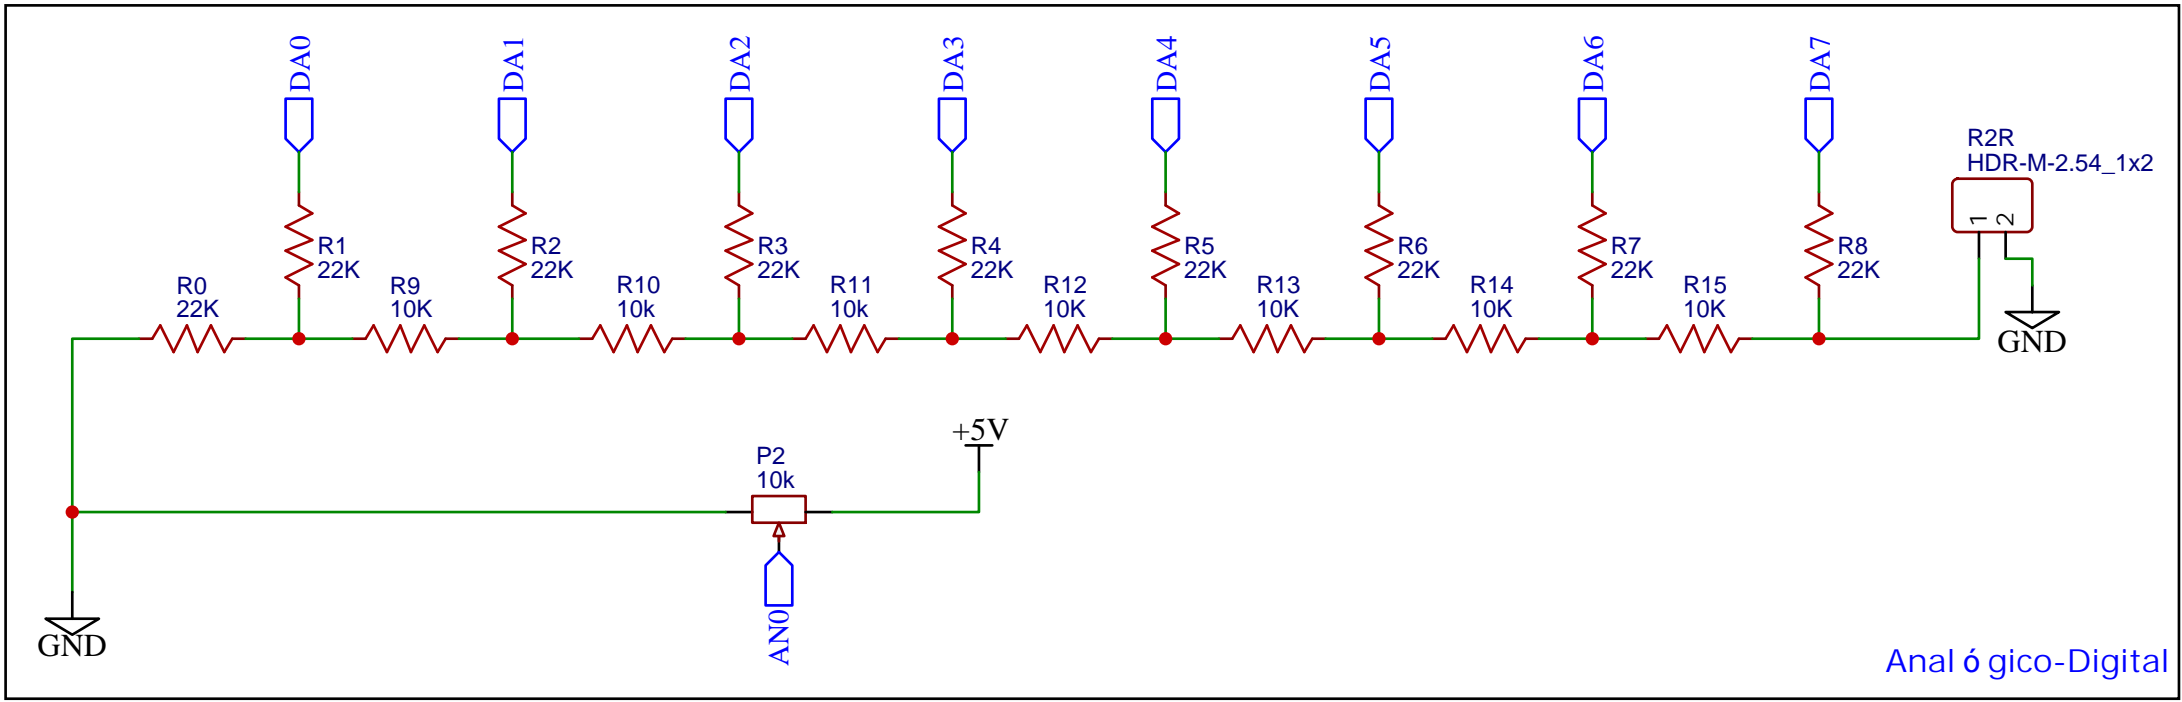 DA0
DA1
DA2
DA3
DA4
DA5
DA6
DA7
R2R
HDR-M-2.54_1x2
1
2
R1
22K
R2
22K
R3
22K
R4
22K
R5
22K
R6
22K
R7
22K
R8
22K
R0
22K
R9
10K
R10
10k
R11
10k
R12
10K
R13
10K
R14
10K
R15
10K
GND
+5V
P2
10k
AN0
GND
Anal ó gico-Digital